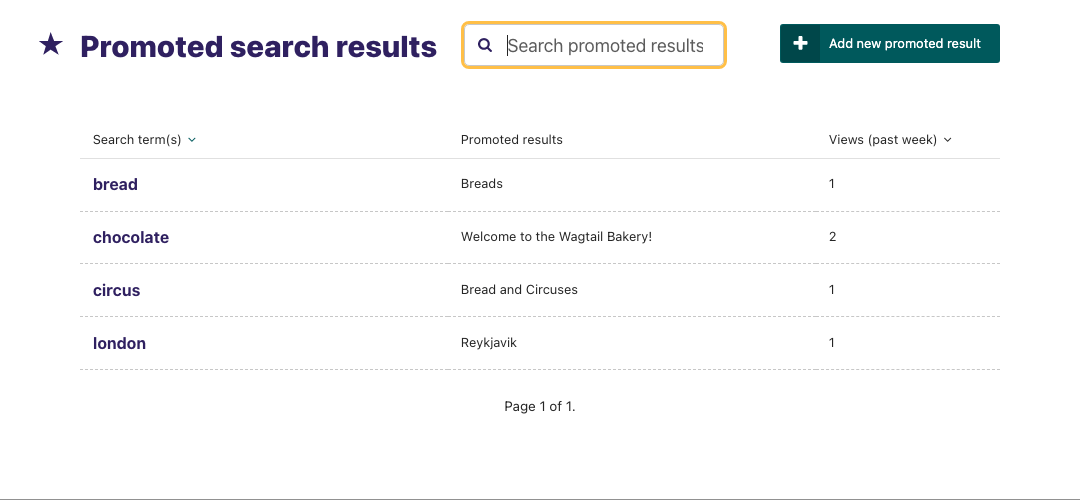 Promoted search results
Search promoted results
Add new promoted result
Search term(s) Promoted results Views (past week)
bread Breads 1
chocolate Welcome to the Wagtail Bakery! 2
circus Bread and Circuses 1
london Reykjavik 1
Page 1 of 1.